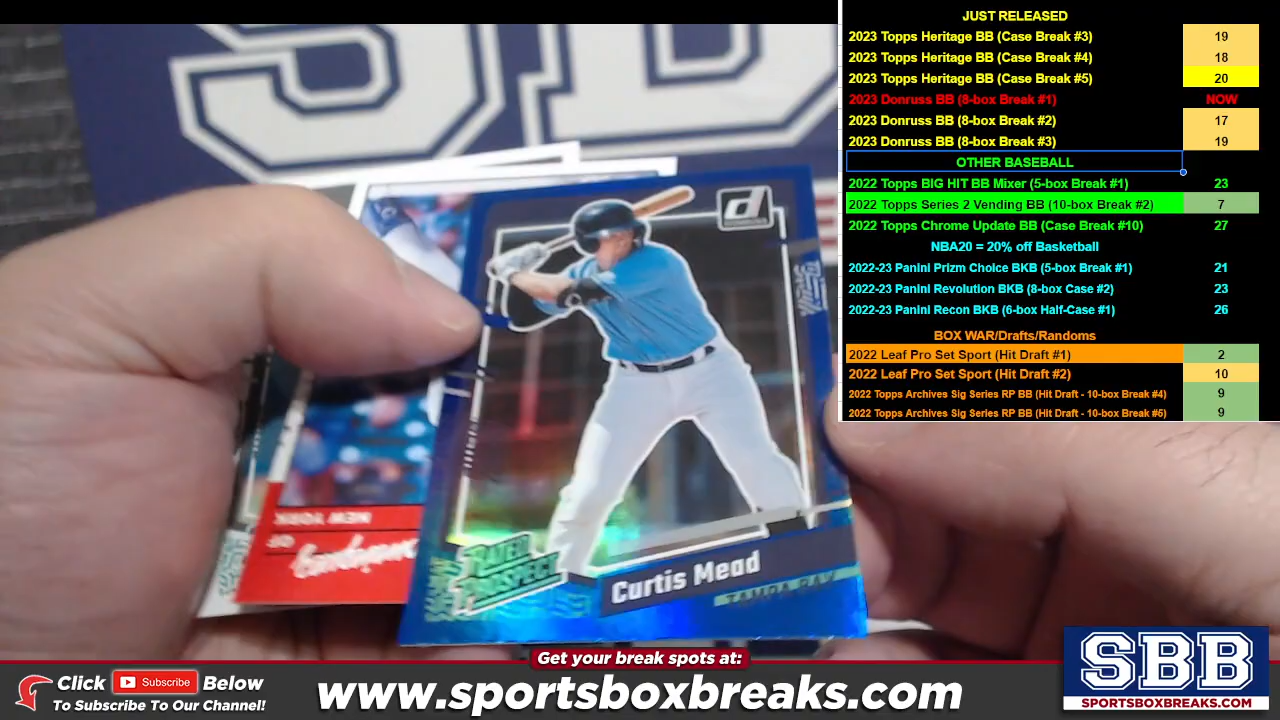 JUST RELEASED
2023 Topps Heritage BB (Case Break #3) 19
2023 Topps Heritage BB (Case Break #4) 18
2023 Topps Heritage BB (Case Break #5) 20
2023 Donruss BB (8-box Break #1) NOW
2023 Donruss BB (8-box Break #2) 17
2023 Donruss BB (8-box Break #3) 19
OTHER BASEBALL
2022 Topps BIG HIT BB Mixer (5-box Break #1) 23
2022 Topps Series 2 Vending BB (10-box Break #2) 7
2022 Topps Chrome Update BB (Case Break #10) 27
NBA20 = 20% off Basketball
2022-23 Panini Prizm Choice BKB (5-box Break #1) 21
2022-23 Panini Revolution BKB (8-box Case #2) 23
2022-23 Panini Recon BKB (6-box Half-Case #1) 26
BOX WAR/Drafts/Randoms
2022 Leaf Pro Set Sport (Hit Draft #1) 2
2022 Leaf Pro Set Sport (Hit Draft #2) 10
2022 Topps Archives Sig Series RP BB (Hit Draft - 10-box Break #4) 9
2022 Topps Archives Sig Series RP BB (Hit Draft - 10-box Break #5) 9
d
NEW YORK
RATED
PROSPECT
Curtis Mead
TAMPA BAY
Get your break spots at:
Click Subscribe Below
To Subscribe To Our Channel!
www.sportsboxbreaks.com
SBB
SPORTSBOXBREAKS.COM